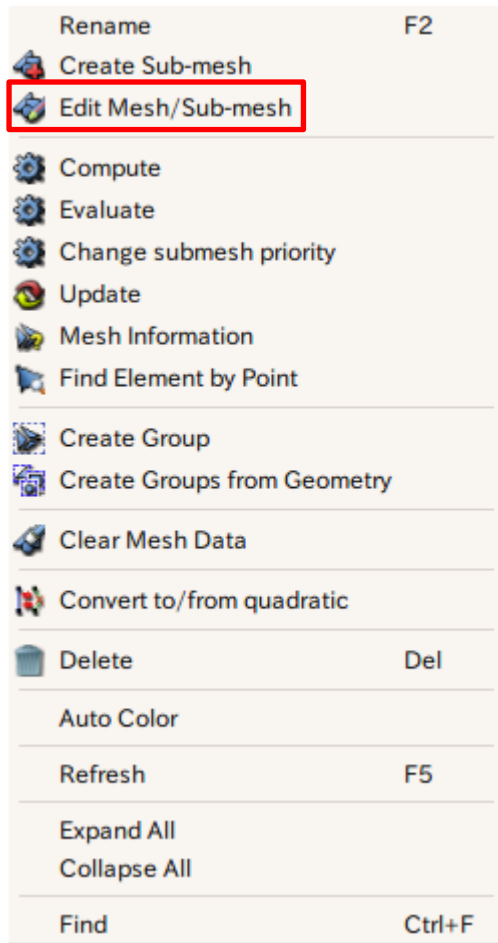 Rename F2
Create Sub-mesh
Edit Mesh/Sub-mesh
Compute
Evaluate
Change submesh priority
Update
Mesh Information
Find Element by Point
Create Group
Create Groups from Geometry
Clear Mesh Data
Convert to/from quadratic
Delete Del
Auto Color
Refresh F5
Expand All
Collapse All
Find Ctrl+F